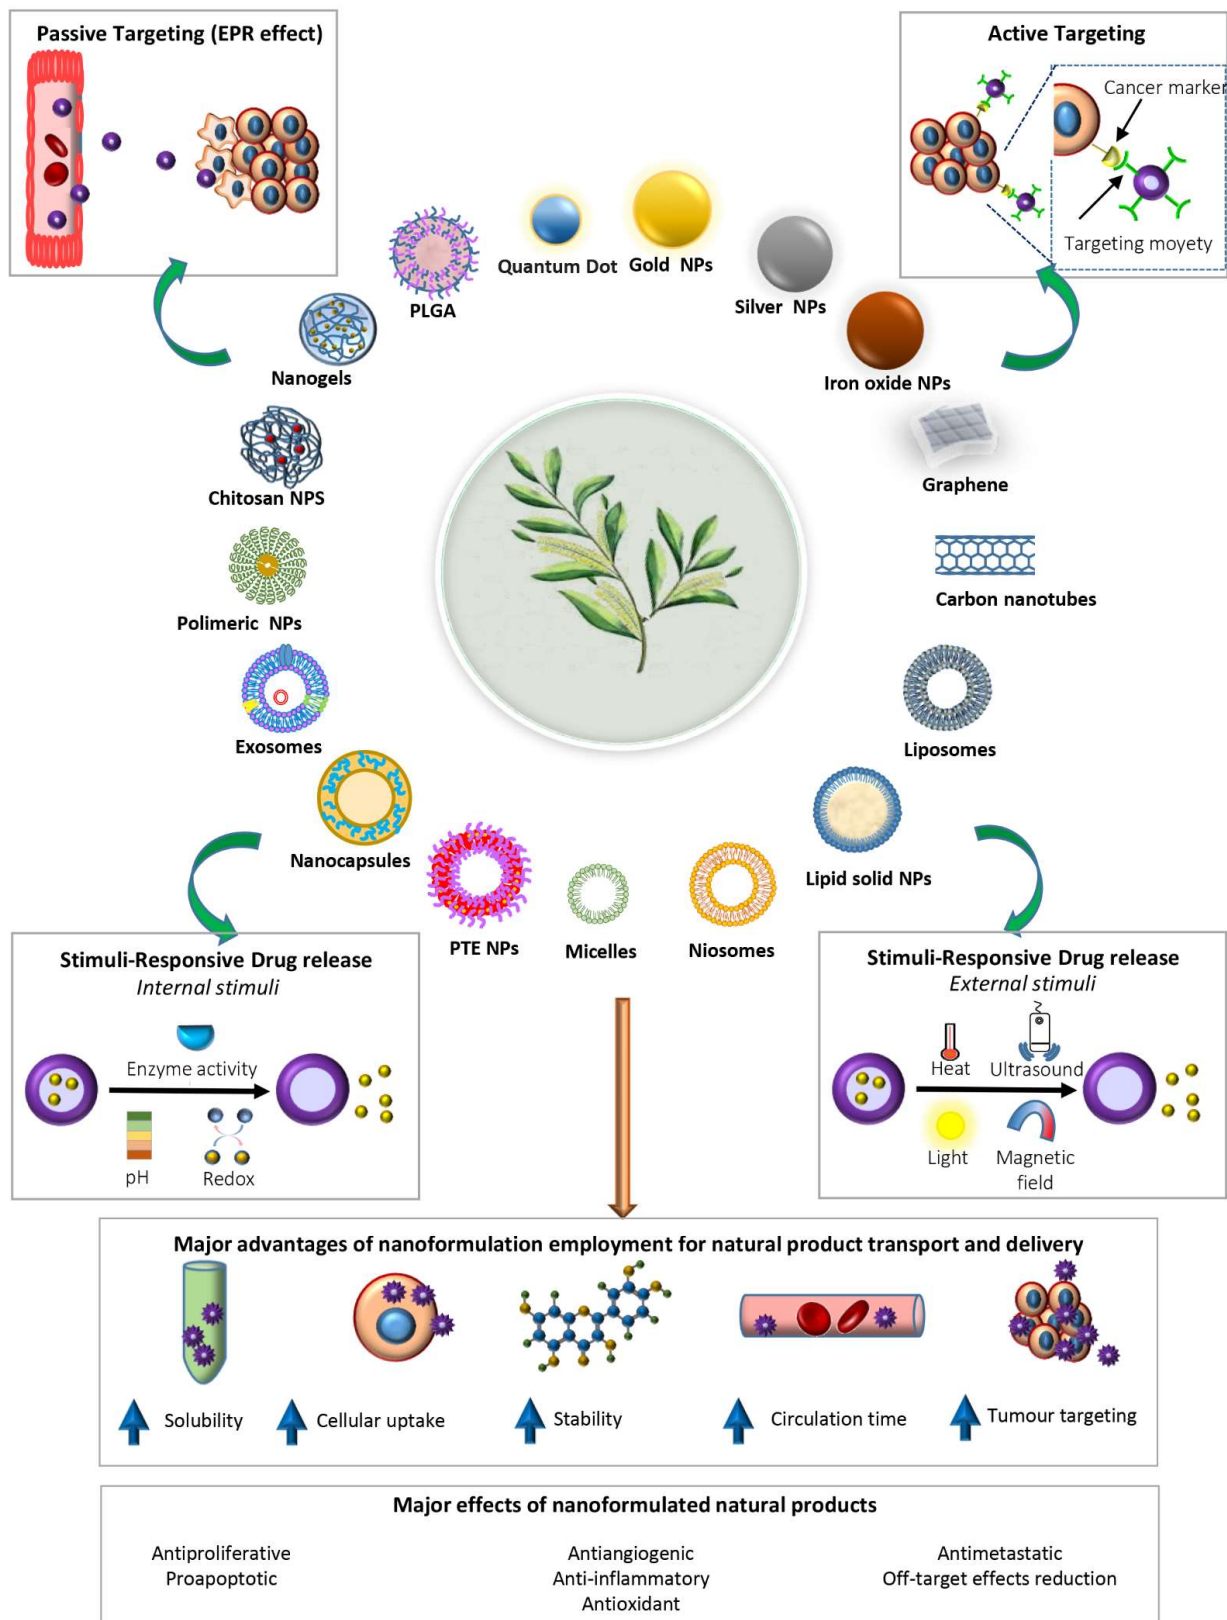 Passive Targeting (EPR effect)
Active Targeting
Cancer marker
Targeting moyety
Quantum Dot
Gold NPs
Silver NPs
PLGA
Iron oxide NPs
Nanogels
Graphene
Chitosan NPS
Carbon nanotubes
Polimeric NPs
Exosomes
Liposomes
Nanocapsules
Lipid solid NPs
PTE NPs
Micelles
Niosomes
Stimuli-Responsive Drug release
Internal stimuli
Enzyme activity
pH
Redox
Stimuli-Responsive Drug release
External stimuli
Heat
Ultrasound
Light
Magnetic
field
Major advantages of nanoformulation employment for natural product transport and delivery
Solubility
Cellular uptake
Stability
Circulation time
Tumour targeting
Major effects of nanoformulated natural products
Antiproliferative
Proapoptotic
Antiangiogenic
Anti-inflammatory
Antioxidant
Antimetastatic
Off-target effects reduction